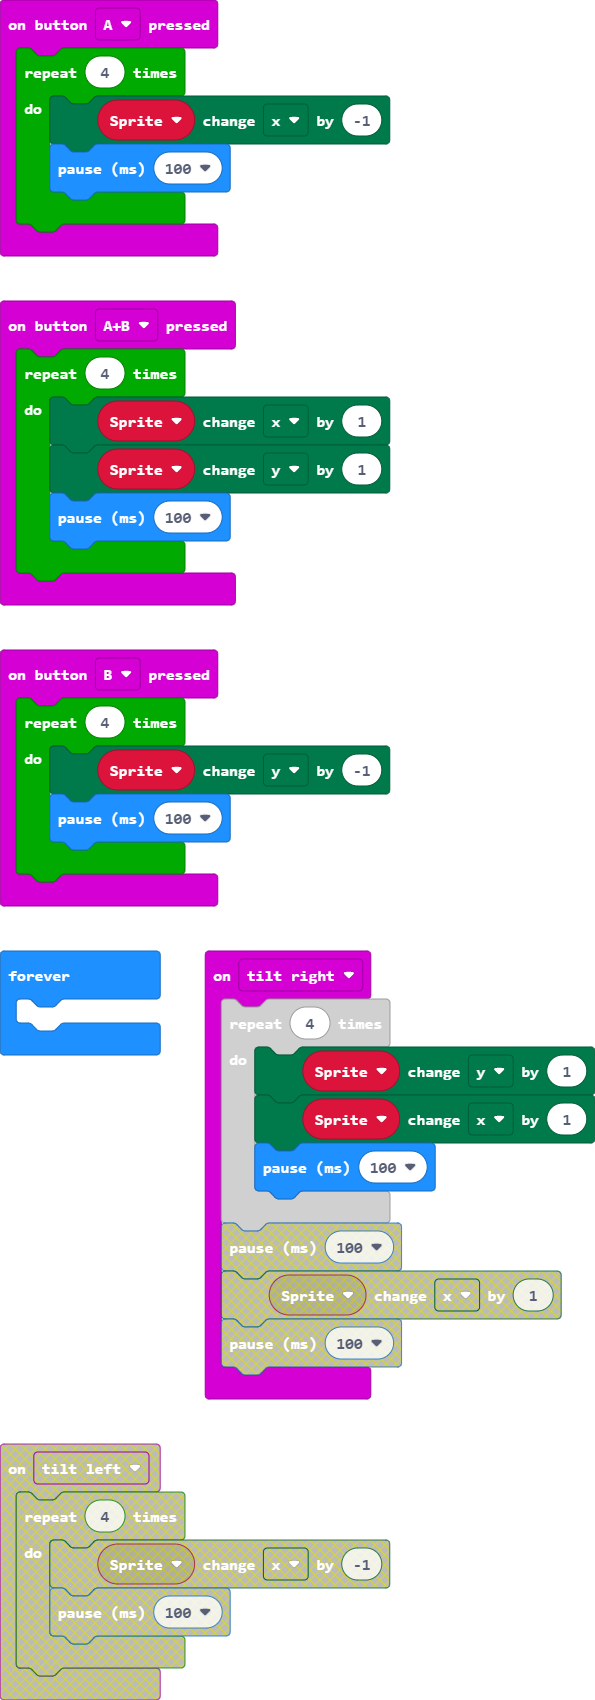 on button A pressed
repeat 4 times
do
Sprite change x by -1
pause (ms) 100
on button A+B pressed
repeat 4 times
do
Sprite change x by 1
Sprite change y by 1
pause (ms) 100
on button B pressed
repeat 4 times
do
Sprite change y by -1
pause (ms) 100
forever
on tilt right
repeat 4 times
do
Sprite change y by 1
Sprite change x by 1
pause (ms) 100
pause (ms) 100
Sprite change x by 1
pause (ms) 100
on tilt left
repeat 4 times
do
Sprite change x by -1
pause (ms) 100